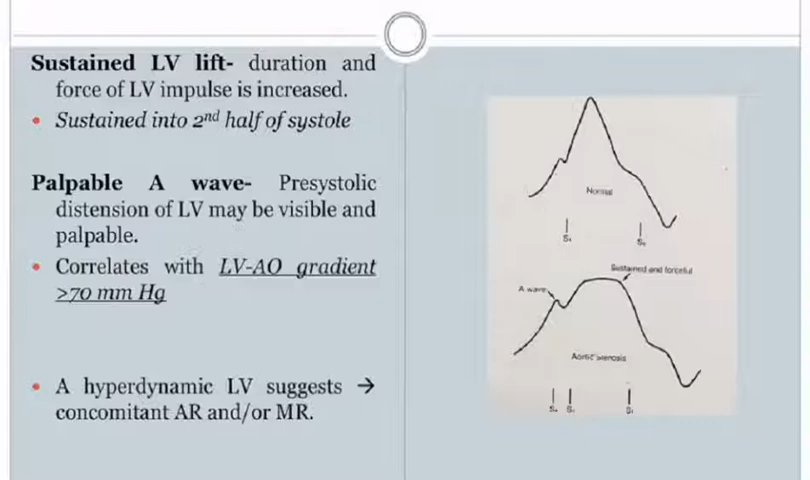 Sustained LV lift- duration and
force of LV impulse is increased.
• Sustained into 2nd half of systole
Palpable A wave- Presystolic
distension of LV may be visible and
palpable.
• Correlates with LV-AO gradient
>70 mm Hg
• A hyperdynamic LV suggests →
concomitant AR and/or MR.
Normal
Sustained and forceful
A wave
Aortic stenosis